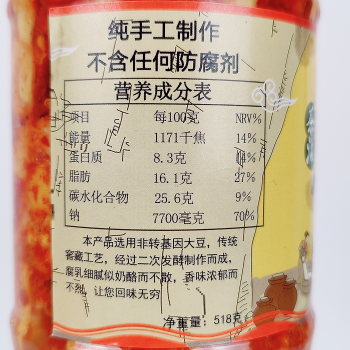 纯手工制作
不含任何防腐剂
营养成分表
项目 每100克 NRV%
能量 1171千焦 14%
蛋白质 8.3克 14%
脂肪 16.1克 27%
碳水化合物 25.6克 9%
钠 7700毫克 70%
本产品选用非转基因大豆，传统
窖藏工艺，经过二次发酵制作而成，
腐乳细腻似奶酪而不散，香味浓郁而
不烈，让您回味无穷
净重量：518克